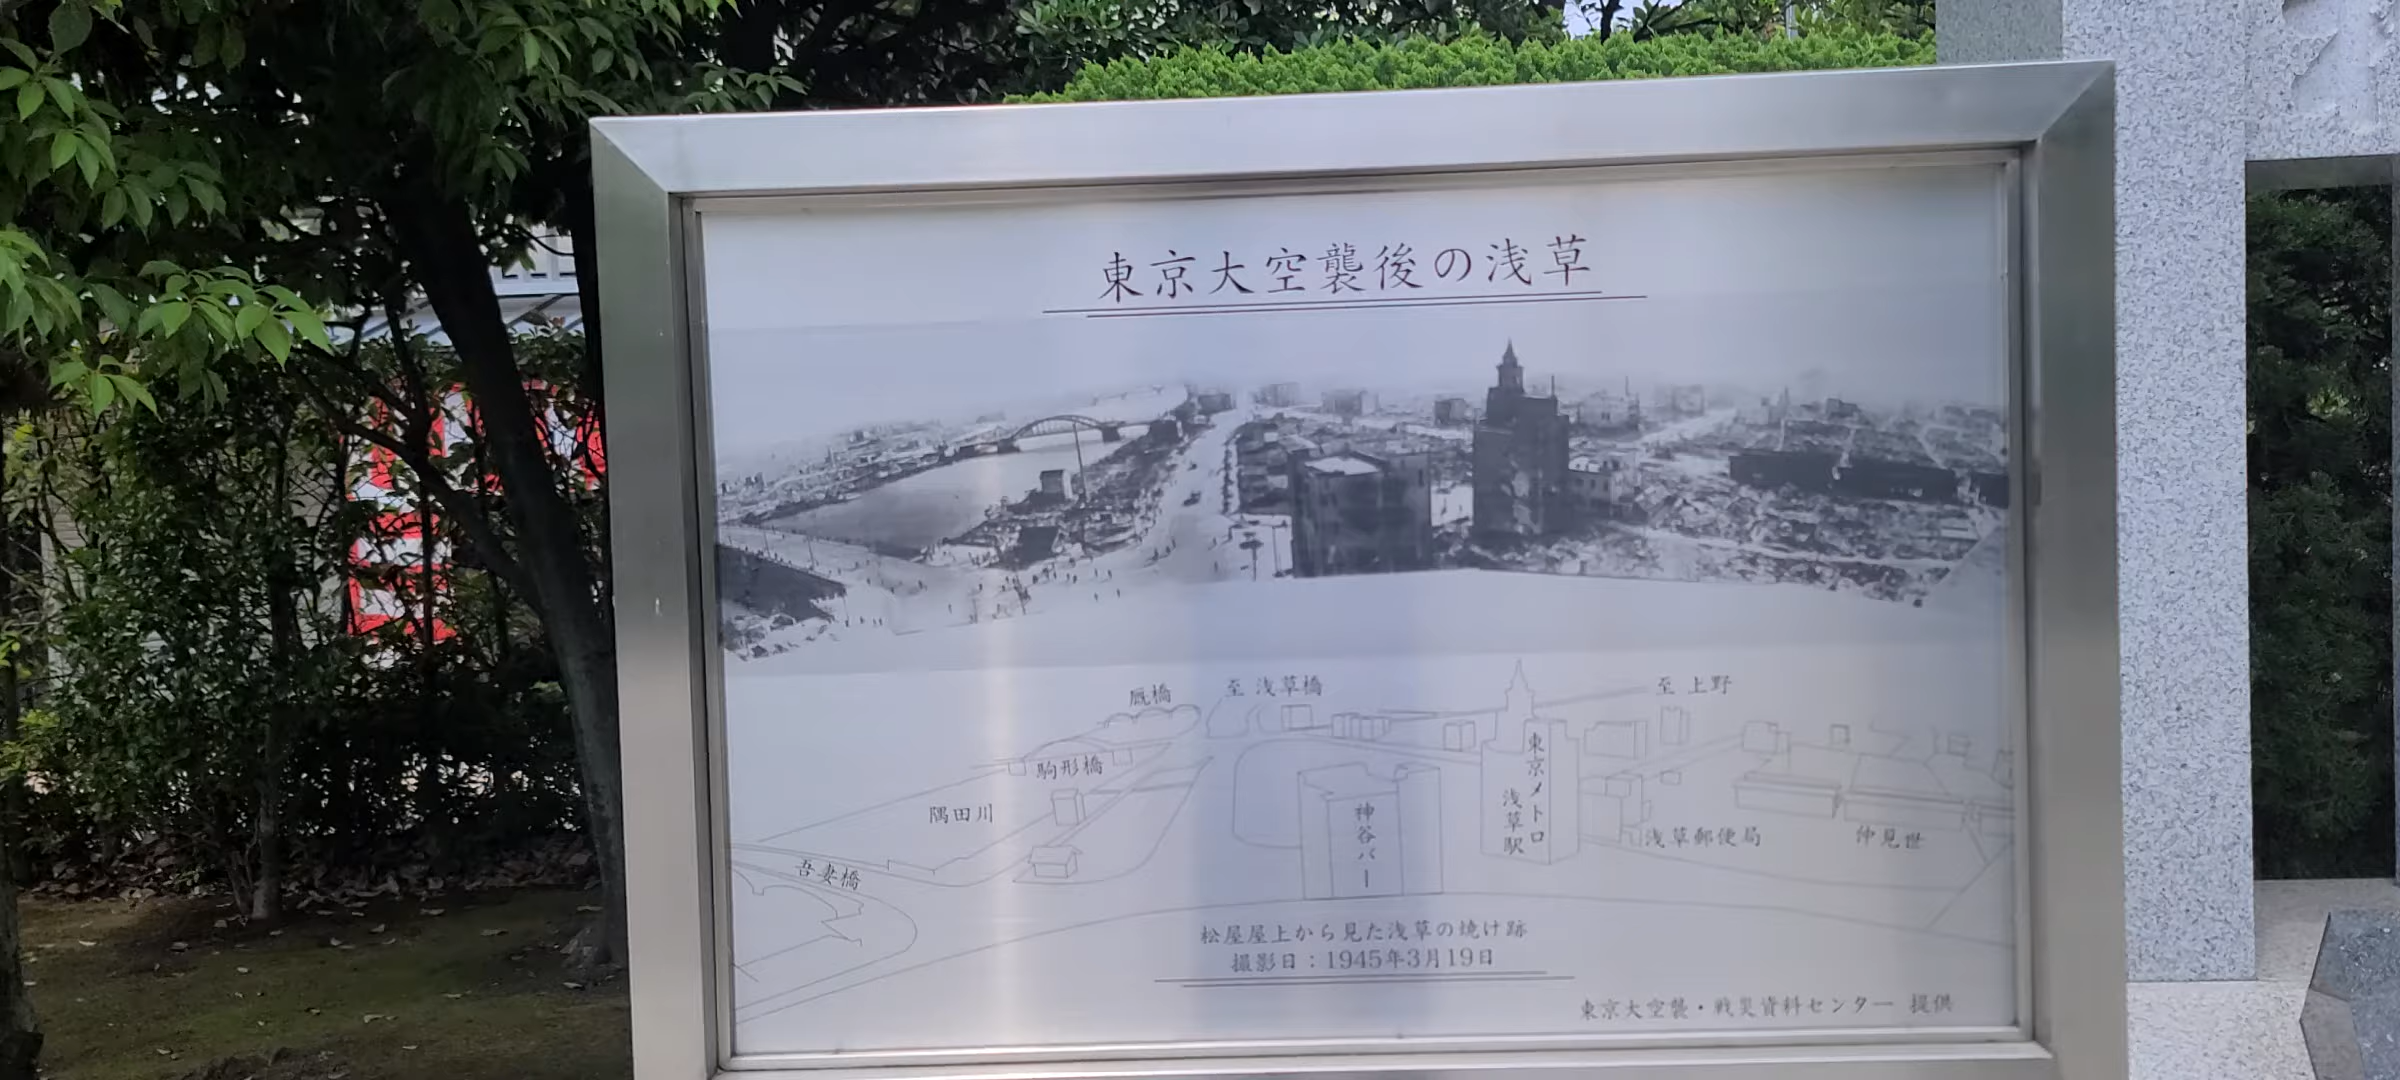 東京大空襲後の浅草
厩橋
至 浅草橋
至 上野
駒形橋
隅田川
吾妻橋
神谷バー
東京メトロ
浅草駅
浅草郵便局
仲見世
松屋屋上から見た浅草の焼け跡
撮影日：1945年3月19日
東京大空襲・戦災資料センター 提供